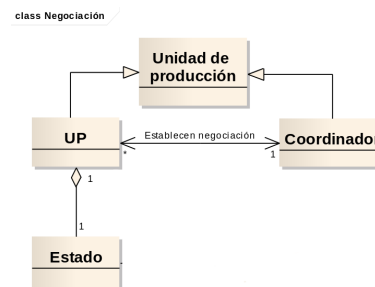 class Negociación
Unidad de
producción
UP
Establecen negociación
Coordinador
*
1
1
1
Estado